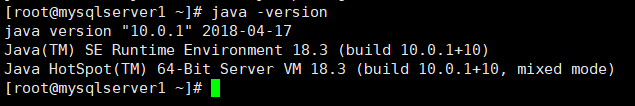 [root@mysqlserver1 ~]# java -version
java version "10.0.1" 2018-04-17
Java(TM) SE Runtime Environment 18.3 (build 10.0.1+10)
Java HotSpot(TM) 64-Bit Server VM 18.3 (build 10.0.1+10, mixed mode)
[root@mysqlserver1 ~]#